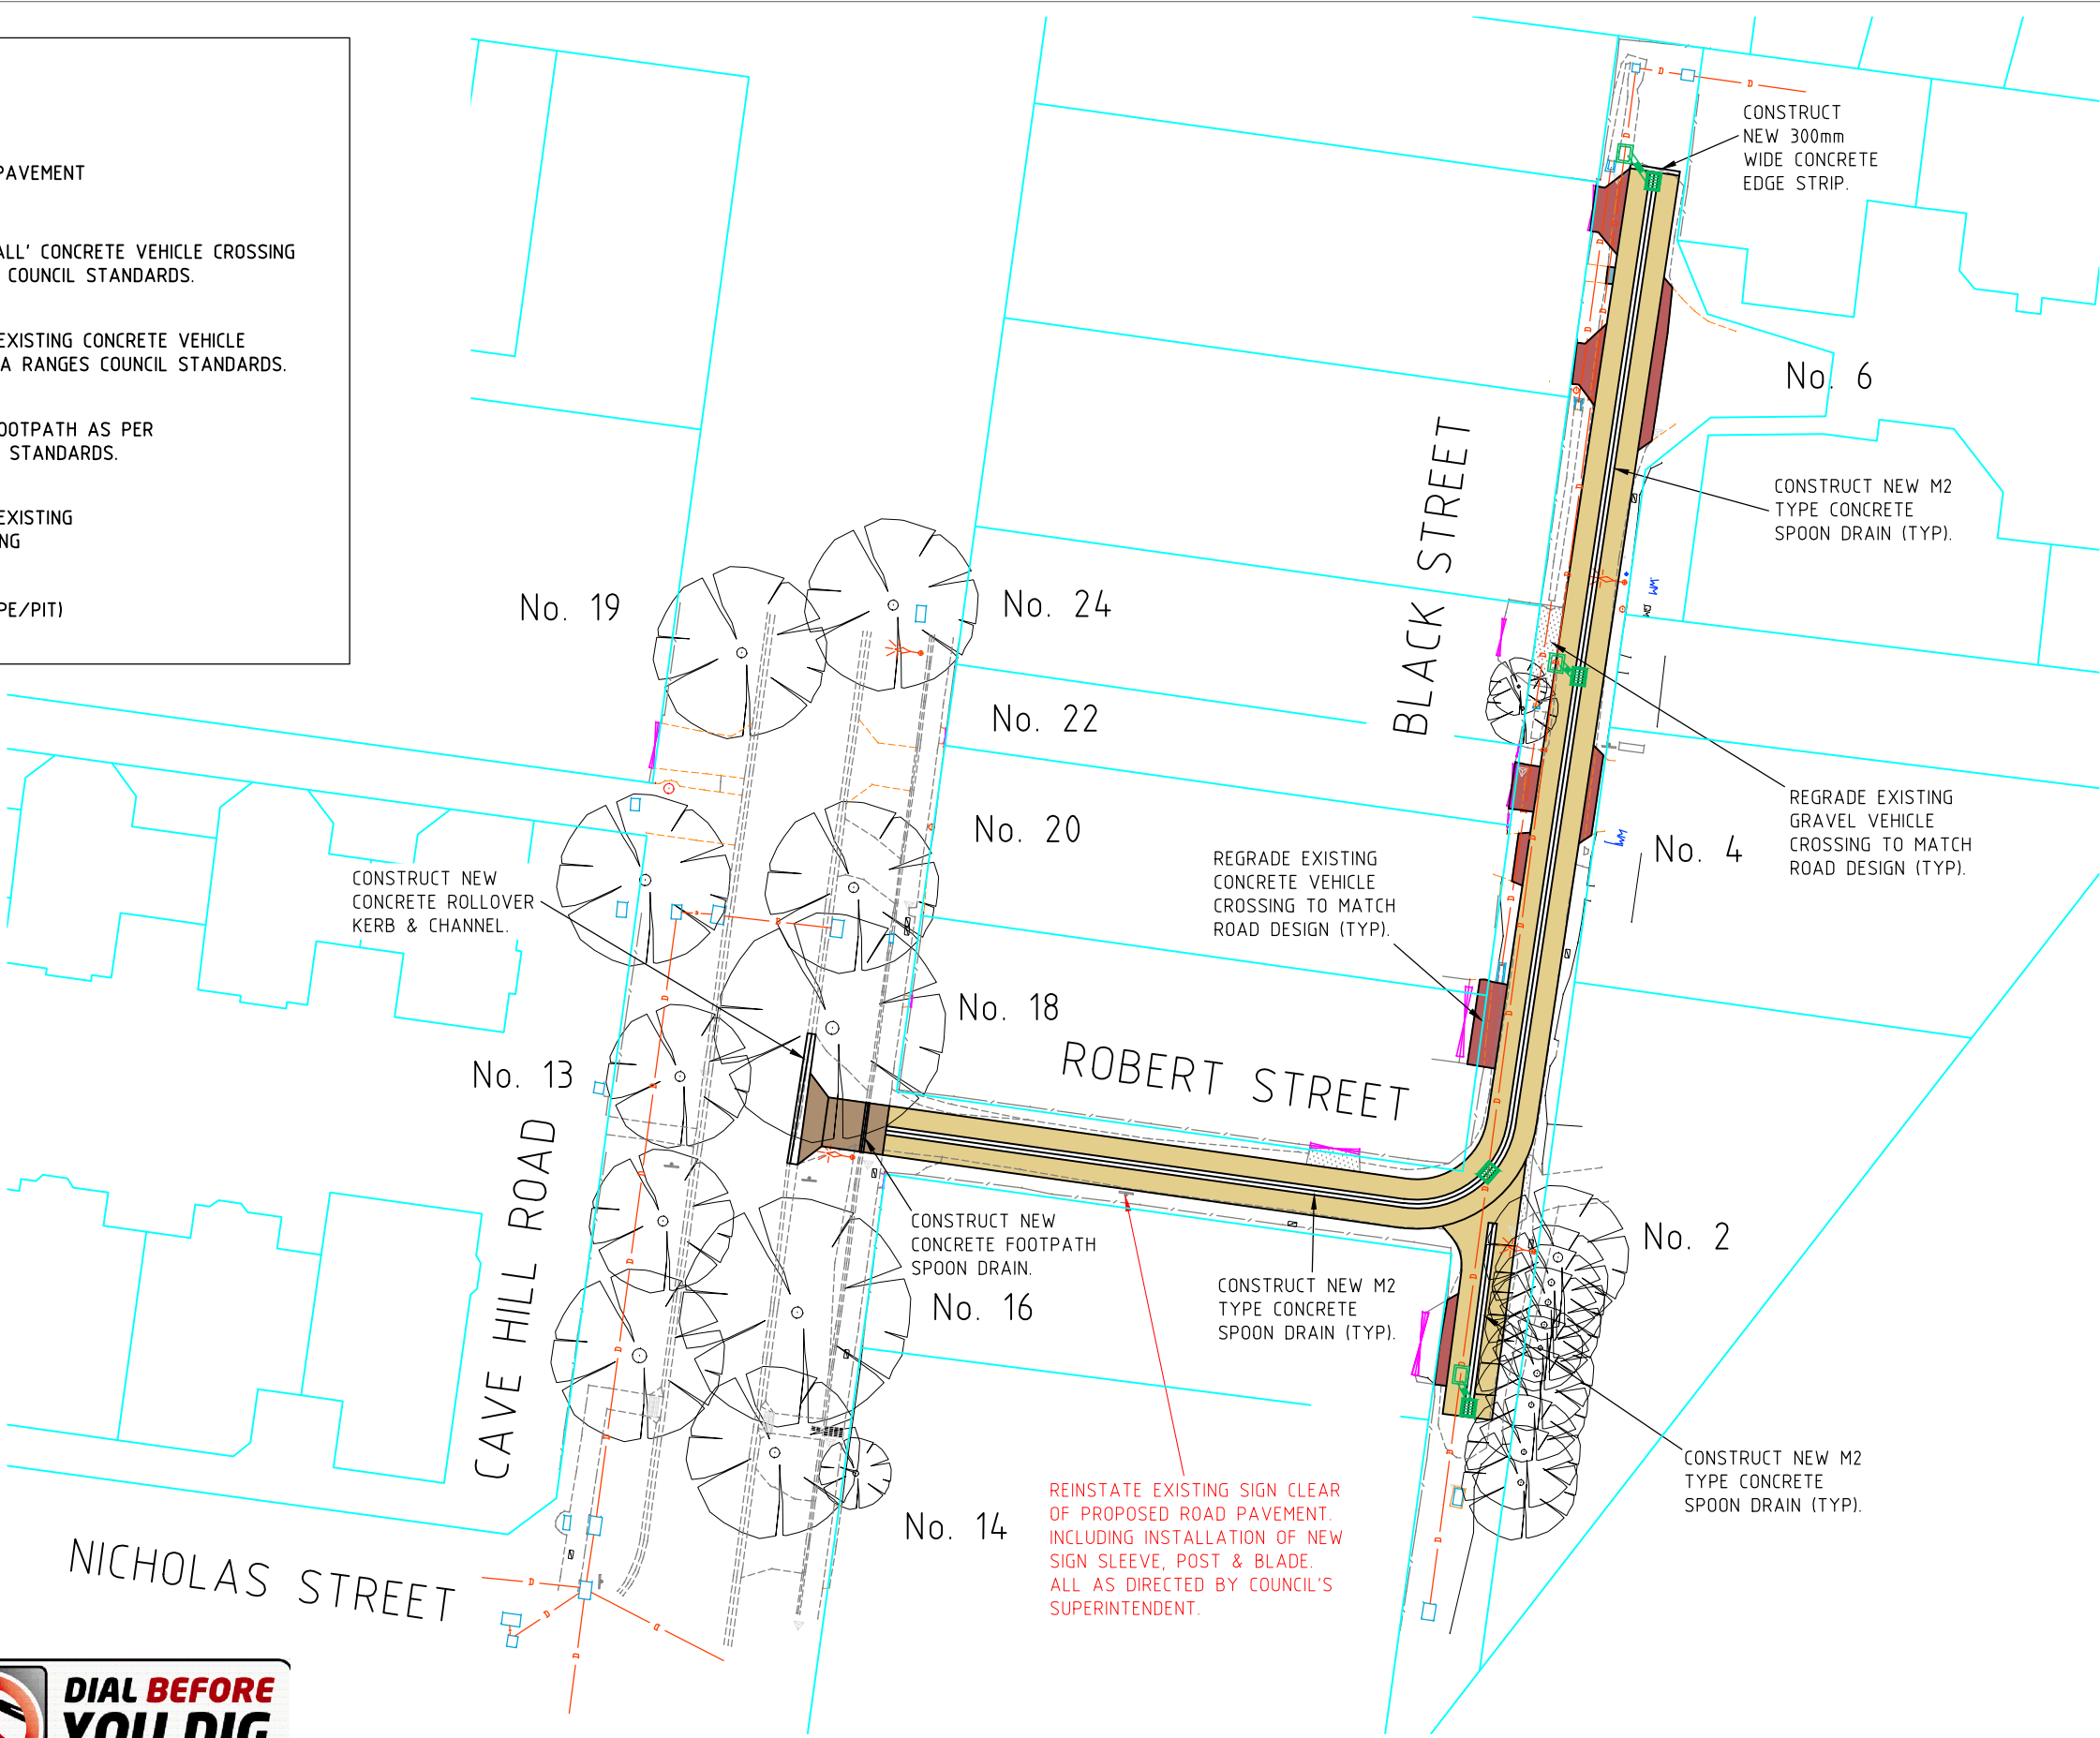 PAVEMENT
ALL' CONCRETE VEHICLE CROSSING
COUNCIL STANDARDS.
EXISTING CONCRETE VEHICLE
A RANGES COUNCIL STANDARDS.
OOTPATH AS PER
STANDARDS.
EXISTING
NG
PE/PIT)
CONSTRUCT
NEW 300mm
WIDE CONCRETE
EDGE STRIP.
No. 6
CONSTRUCT NEW M2
TYPE CONCRETE
SPOON DRAIN (TYP).
BLACK STREET
No. 19
No. 24
No. 22
No. 20
No. 4
REGRADE EXISTING
GRAVEL VEHICLE
CROSSING TO MATCH
ROAD DESIGN (TYP).
REGRADE EXISTING
CONCRETE VEHICLE
CROSSING TO MATCH
ROAD DESIGN (TYP).
CONSTRUCT NEW
CONCRETE ROLLOVER
KERB & CHANNEL.
No. 18
No. 13
ROBERT STREET
CAVE HILL ROAD
CONSTRUCT NEW
CONCRETE FOOTPATH
SPOON DRAIN.
No. 16
CONSTRUCT NEW M2
TYPE CONCRETE
SPOON DRAIN (TYP).
No. 2
CONSTRUCT NEW M2
TYPE CONCRETE
SPOON DRAIN (TYP).
REINSTATE EXISTING SIGN CLEAR
OF PROPOSED ROAD PAVEMENT.
INCLUDING INSTALLATION OF NEW
SIGN SLEEVE, POST & BLADE.
ALL AS DIRECTED BY COUNCIL'S
SUPERINTENDENT.
No. 14
NICHOLAS STREET
DIAL BEFORE
YOU DIG